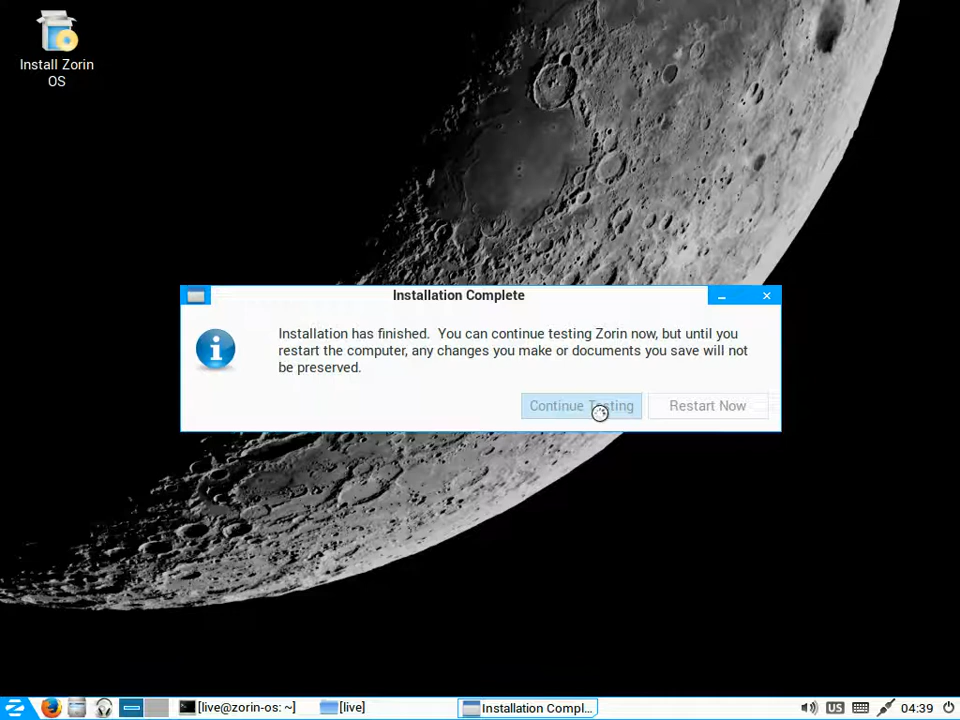 Install Zorin
OS
Installation Complete
Installation has finished.  You can continue testing Zorin now, but until you
restart the computer, any changes you make or documents you save will not
be preserved.
Continue Testing
Restart Now
[live@zorin-os: ~]
[live]
Installation Compl...
US
04:39